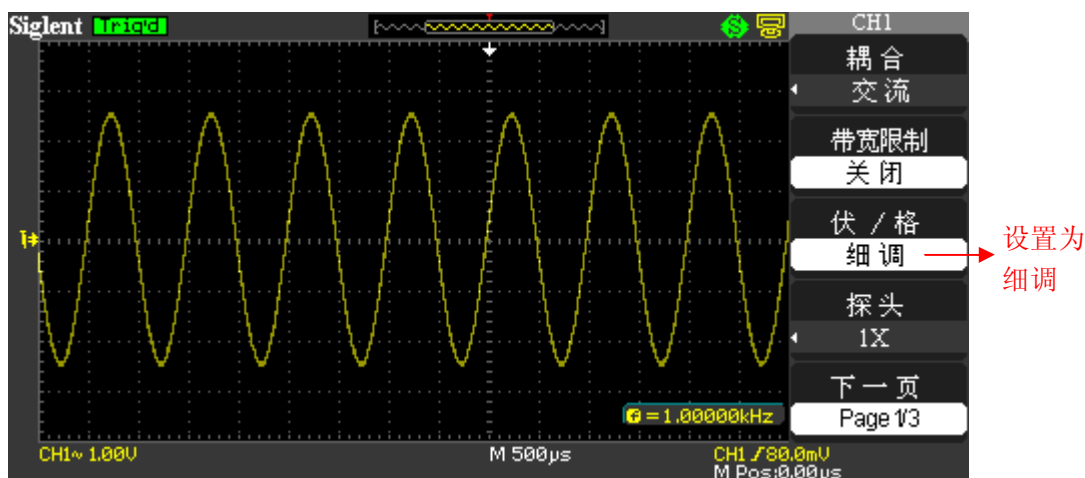 Siglent Trig'd CH1
耦合
交流
带宽限制
关闭
伏/格
细调
设置为
细调
探头
1X
下一页
Page 1/3
f=1.00000kHz
CH1~ 1.00V M 500µs CH1 80.0mV
M Pos:0.00µs